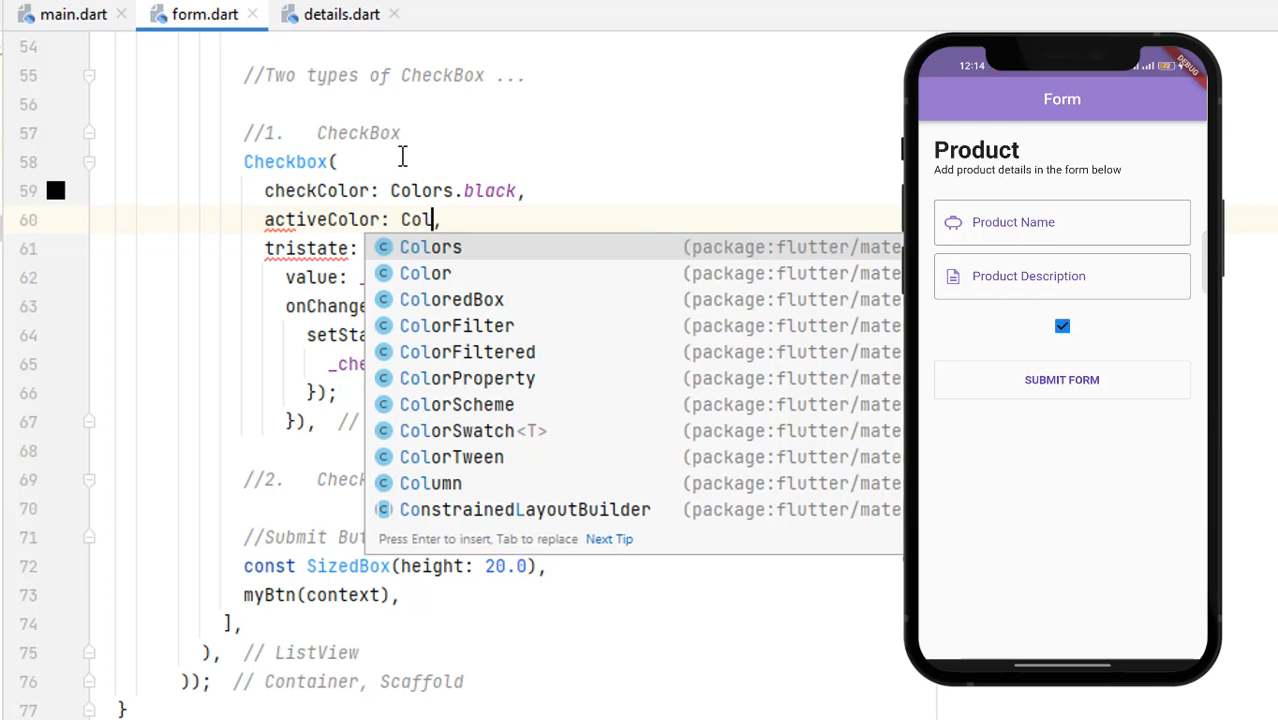 main.dart
form.dart
details.dart
54
55 //Two types of CheckBox ...
56
57 //1. CheckBox
58 Checkbox(
59 checkColor: Colors.black,
60 activeColor: Col,
61 tristate:
62 value: _
63 onChange
64 setSta
65 _che
66 });
67 }), //
68
69 //2. Chec
70
71 //Submit Bu
72 const SizedBox(height: 20.0),
73 myBtn(context),
74 ],
75 ), // ListView
76 )); // Container, Scaffold
77 }
Colors (package:flutter/mate
Color (package:flutter/mate
ColoredBox (package:flutter/mate
ColorFilter (package:flutter/mate
ColorFiltered (package:flutter/mate
ColorProperty (package:flutter/mate
ColorScheme (package:flutter/mate
ColorSwatch<T> (package:flutter/mate
ColorTween (package:flutter/mate
Column (package:flutter/mate
ConstrainedLayoutBuilder (package:flutter/mate
Press Enter to insert, Tab to replace Next Tip
12:14
DEBUG
Form
Product
Add product details in the form below
Product Name
Product Description
SUBMIT FORM